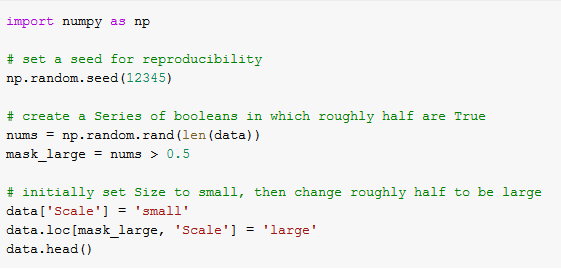 import numpy as np
# set a seed for reproducibility
np.random.seed(12345)
# create a Series of booleans in which roughly half are True
nums = np.random.rand(len(data))
mask_large = nums > 0.5
# initially set Size to small, then change roughly half to be large
data['Scale'] = 'small'
data.loc[mask_large, 'Scale'] = 'large'
data.head()